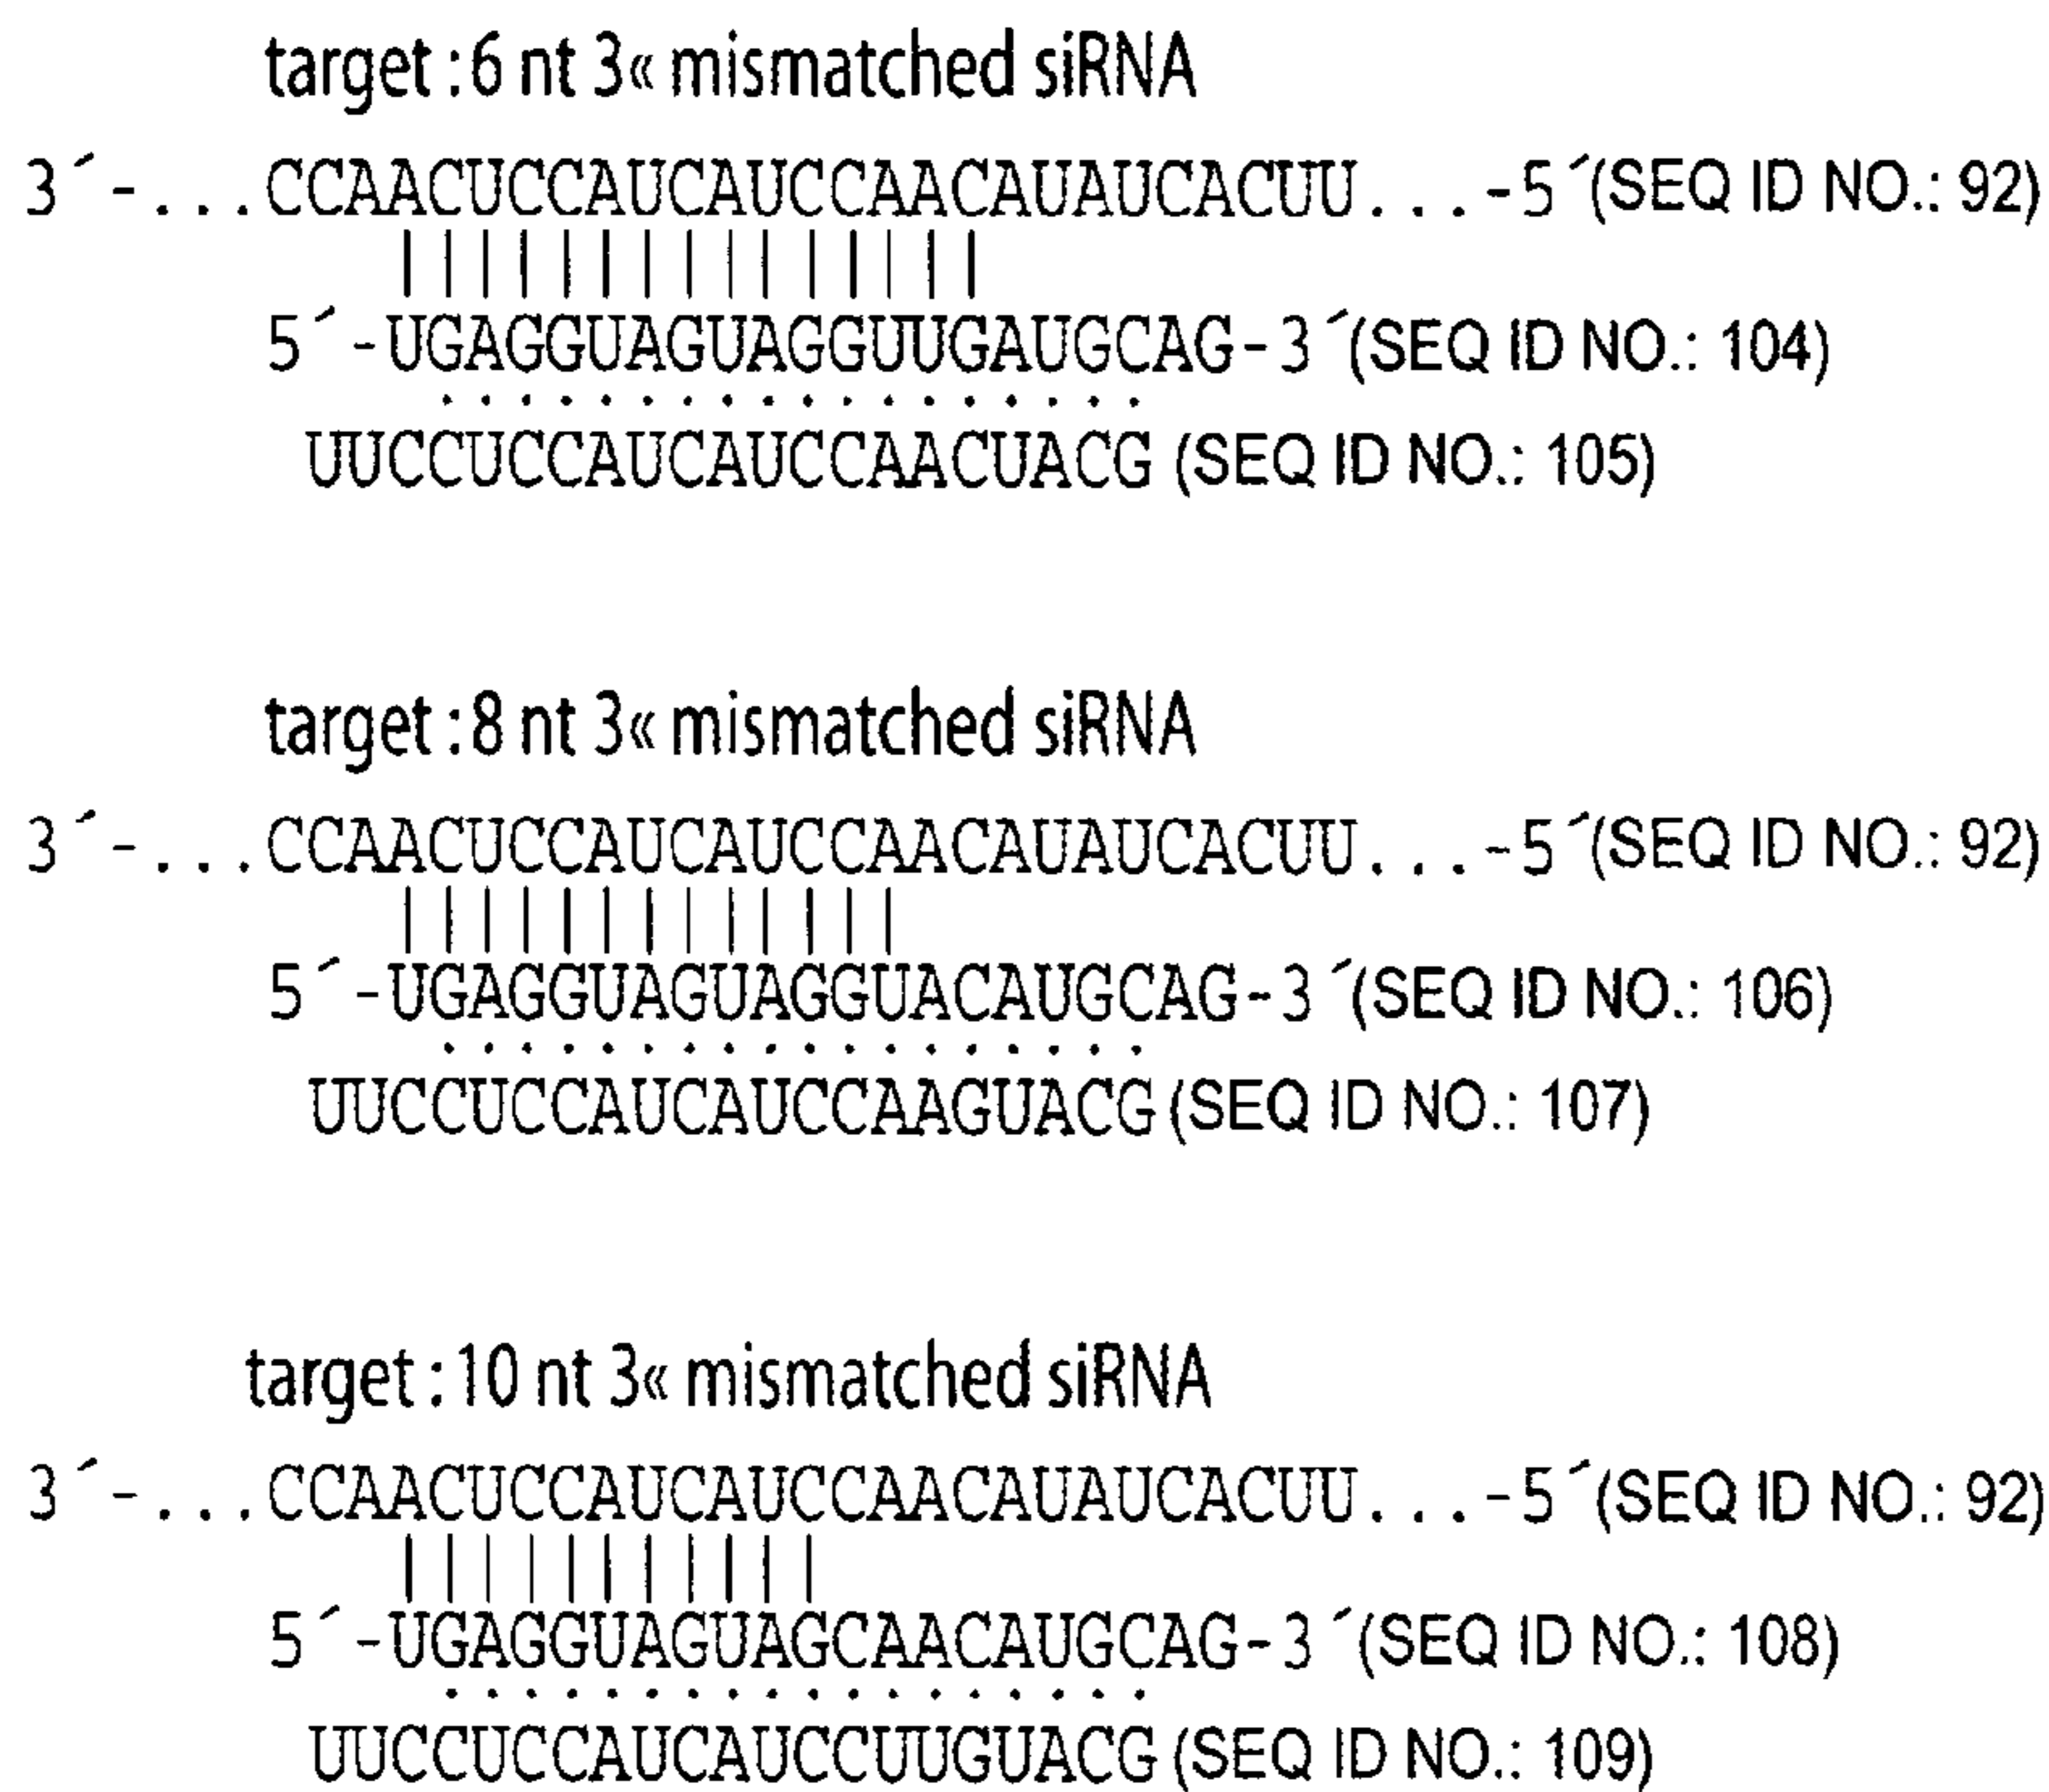 target :6 nt 3« mismatched siRNA
3´-...CCAACUCCAUCAUCCAACAUAUCACUU...-5´(SEQ ID NO.: 92)
5´-UGAGGUAGUAGGUUGAUGCAG-3´(SEQ ID NO.: 104)
UUCCUCCAUCAUCCAACUACG (SEQ ID NO.: 105)
target :8 nt 3« mismatched siRNA
3´-...CCAACUCCAUCAUCCAACAUAUCACUU...-5´(SEQ ID NO.: 92)
5´-UGAGGUAGUAGGUACAUGCAG-3´(SEQ ID NO.: 106)
UUCCUCCAUCAUCCAAGUACG (SEQ ID NO.: 107)
target :10 nt 3« mismatched siRNA
3´-...CCAACUCCAUCAUCCAACAUAUCACUU...-5´(SEQ ID NO.: 92)
5´-UGAGGUAGUAGCAACAUGCAG-3´(SEQ ID NO.: 108)
UUCCUCCAUCAUCCUUGUACG (SEQ ID NO.: 109)